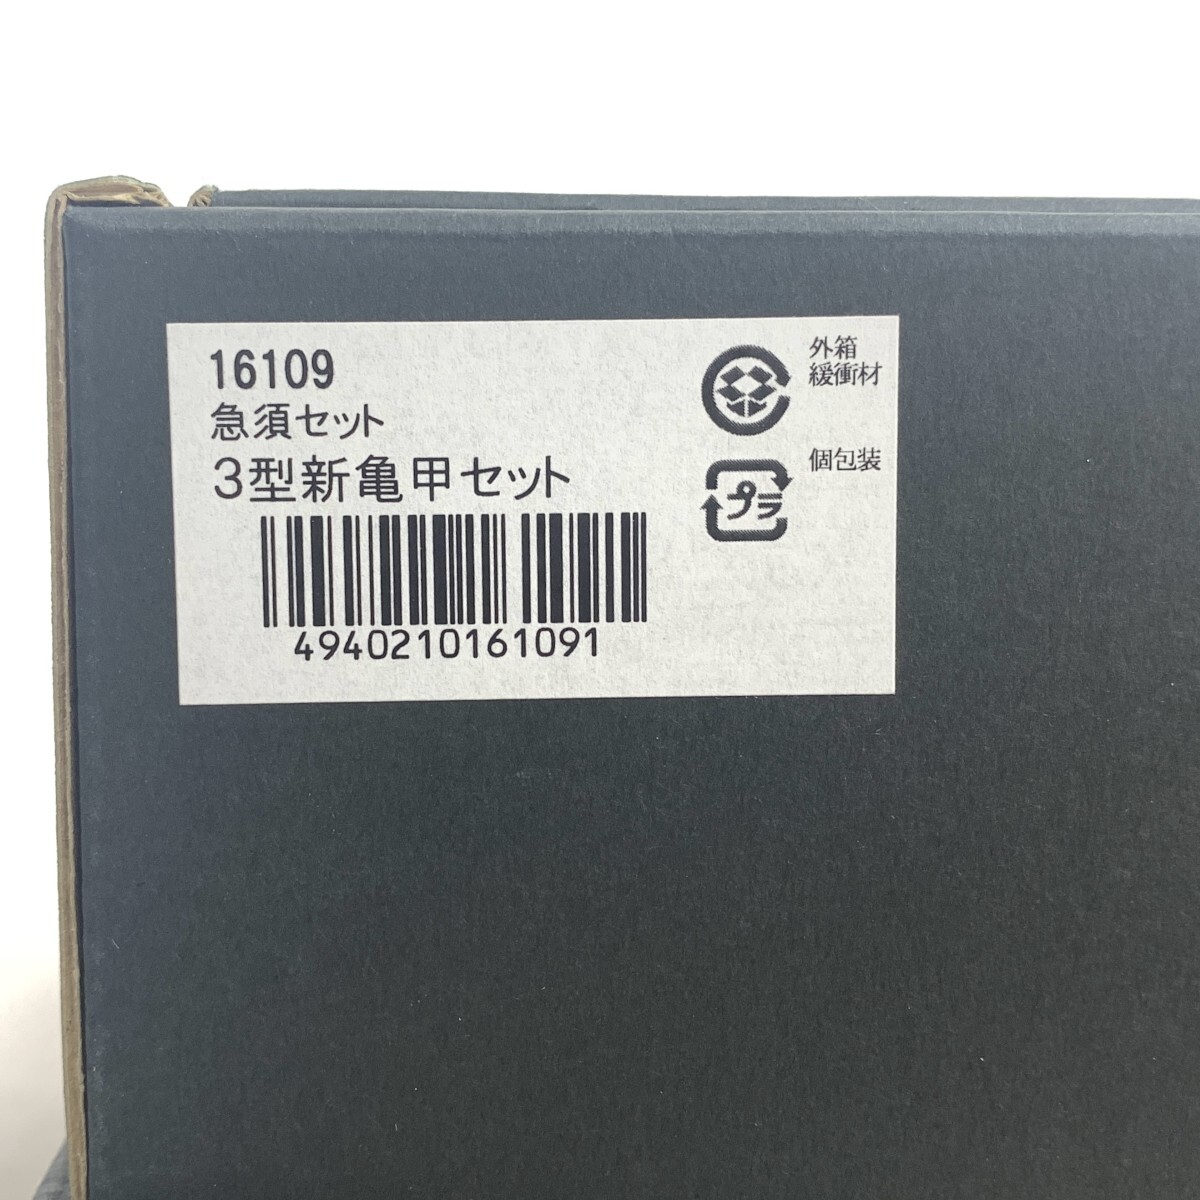 16109
急須セット
3型新亀甲セット
4940210161091
外箱
緩衝材
個包装
プラ